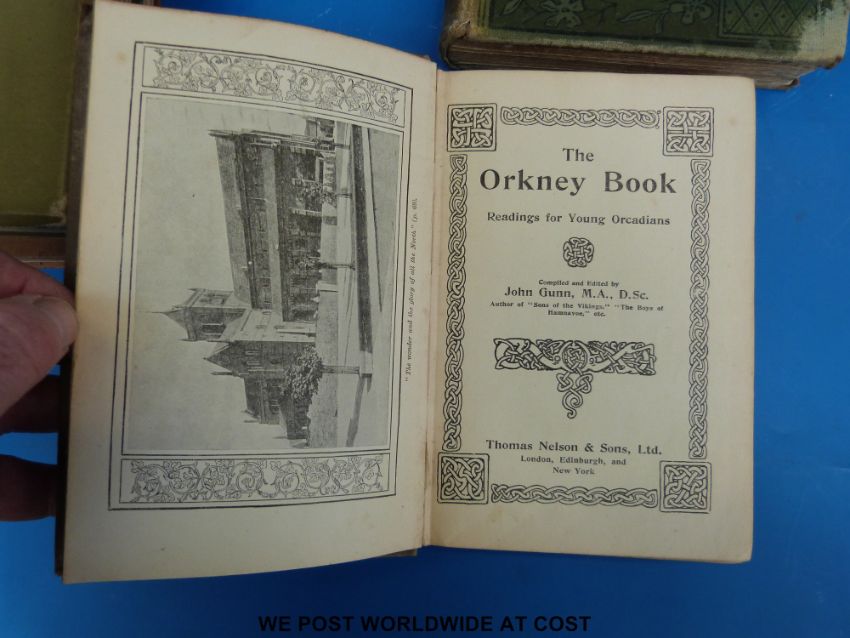 "The wonder and the glory of all the North" (p. 69).
The
Orkney Book
Readings for Young Orcadians
Compiled and Edited by
John Gunn, M.A., D.Sc.
Author of "Sons of the Vikings," "The Boys of
Hamnavoe," etc.
Thomas Nelson & Sons, Ltd.
London, Edinburgh, and
New York
WE POST WORLDWIDE AT COST